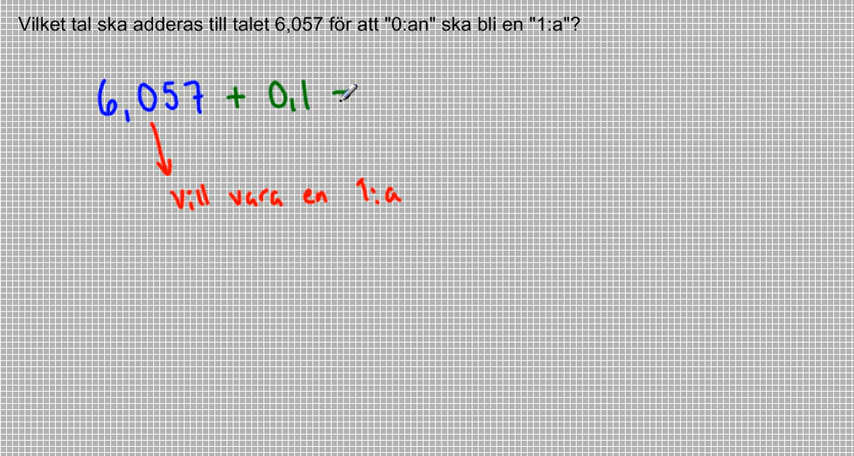 Vilket tal ska adderas till talet 6,057 för att "0:an" ska bli en "1:a"?
6,057 + 0,1 =
Vill vara en 1:a